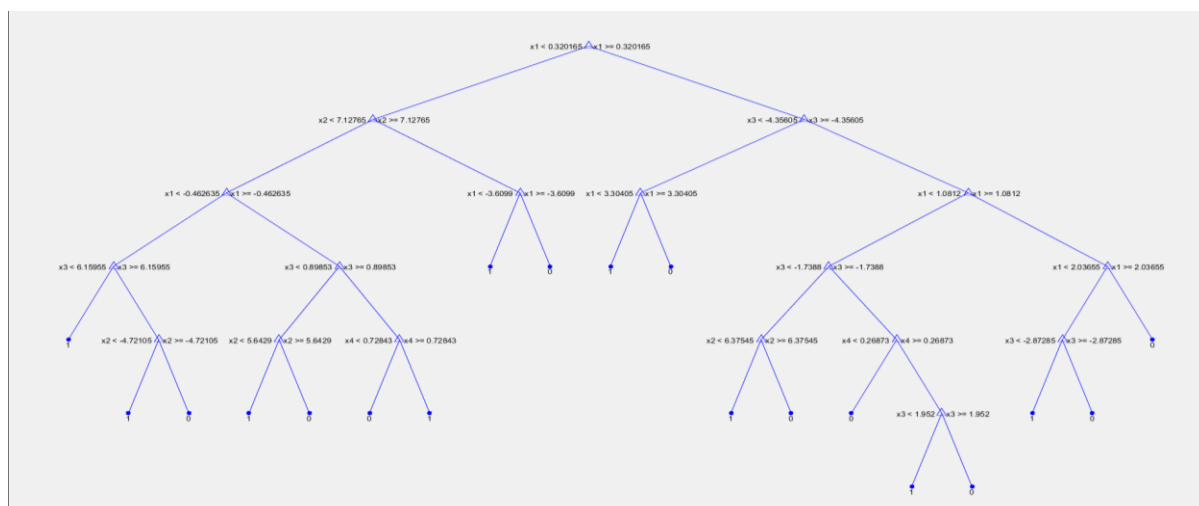 x1 < 0.320165 x1 >= 0.320165
x2 < 7.12765 x2 >= 7.12765 x3 < -4.35605 x3 >= -4.35605
x1 < -0.462635 x1 >= -0.462635 x1 < -3.6099 x1 >= -3.6099 x1 < 3.30405 x1 >= 3.30405 x1 < 1.0812 x1 >= 1.0812
x3 < 6.15955 x3 >= 6.15955 x3 < 0.89853 x3 >= 0.89853 1 0 1 0 x3 < -1.7388 x3 >= -1.7388 x1 < 2.03655 x1 >= 2.03655
1 x2 < -4.72105 x2 >= -4.72105 x2 < 5.6429 x2 >= 5.6429 x4 < 0.72843 x4 >= 0.72843 x2 < 6.37545 x2 >= 6.37545 x4 < 0.26873 x4 >= 0.26873 x3 < -2.87285 x3 >= -2.87285 0
1 0 1 0 0 1 1 0 0 x3 < 1.952 x3 >= 1.952 1 0
1 0